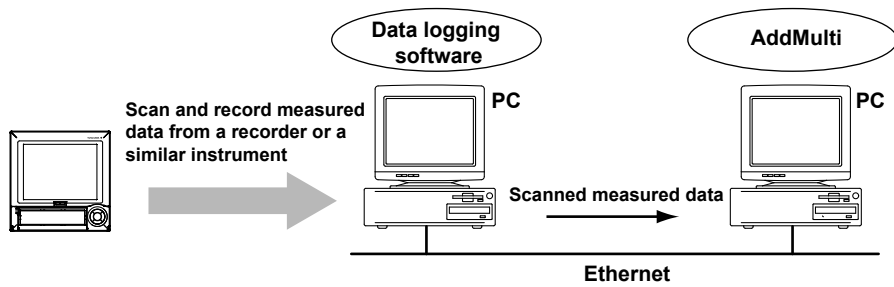 Data logging
software
AddMulti
PC
PC
Scan and record measured
data from a recorder or a
similar instrument
Scanned measured data
Ethernet